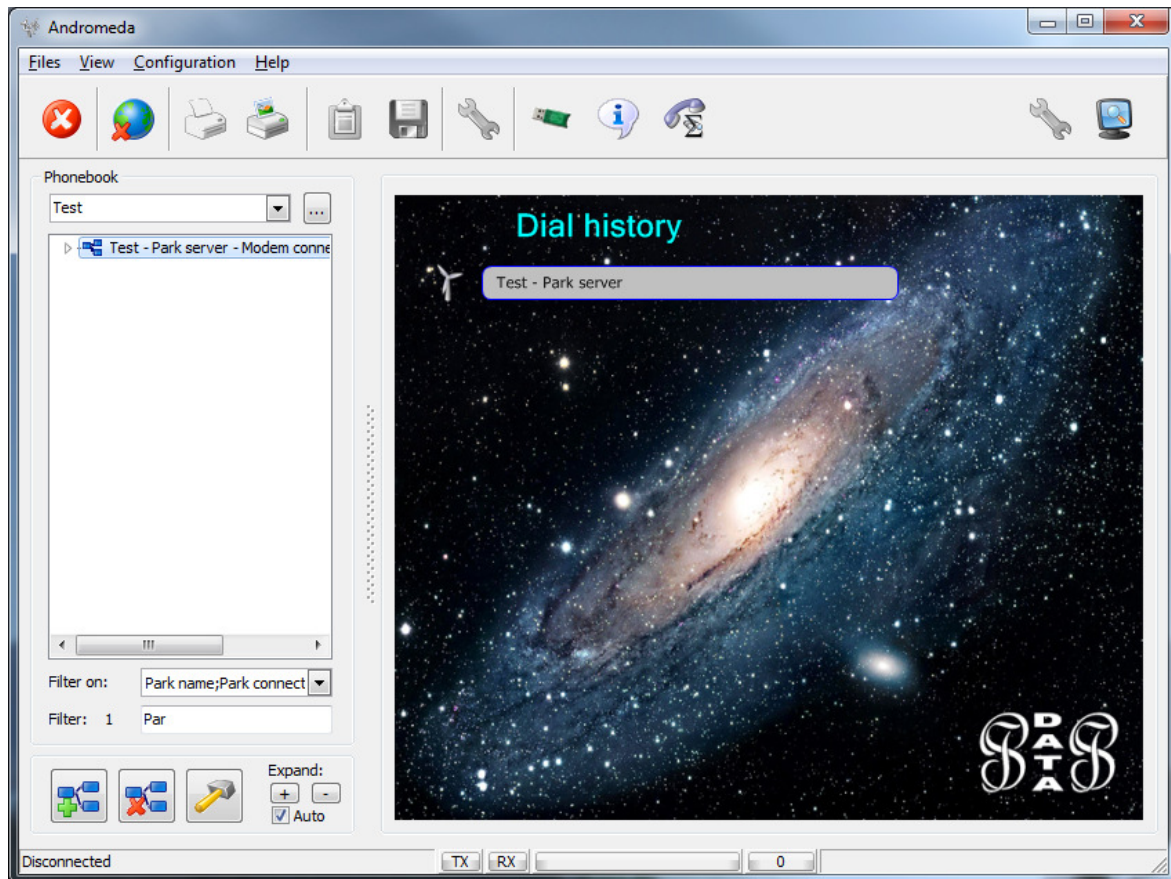 Andromeda
Files View Configuration Help
Phonebook
Test
...
Test - Park server - Modem conne
Filter on: Park name;Park connect
Filter: 1 Par
Expand:
+ -
Auto
Dial history
Test - Park server
DATA
Disconnected TX RX 0